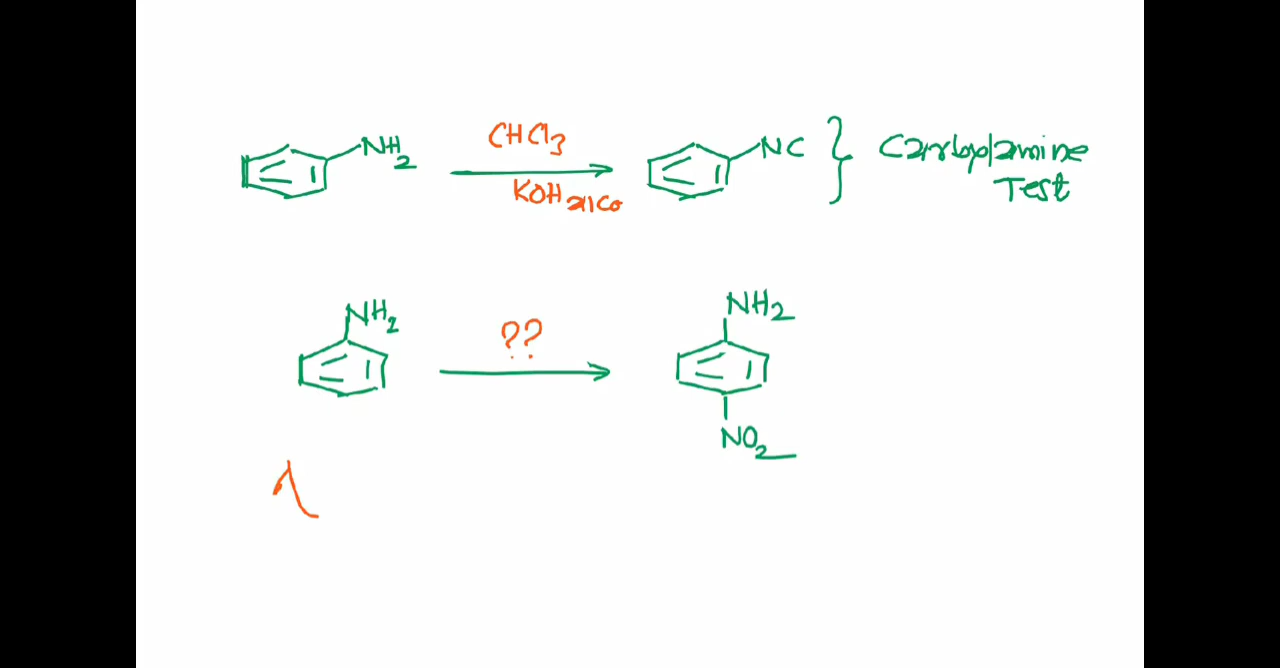 NH2 CHCl3 NC } Carbylamine
KOH alco Test
NH2 ?? NH2
NO2